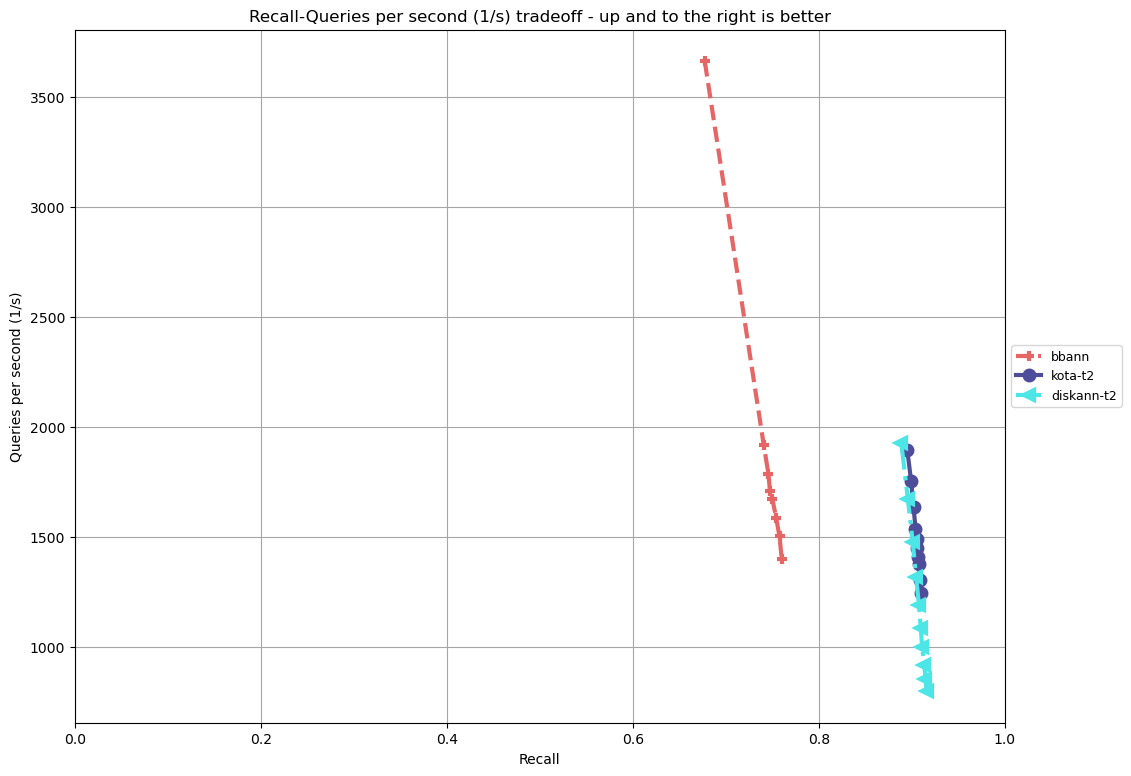 Recall-Queries per second (1/s) tradeoff - up and to the right is better
Queries per second (1/s)
3500
3000
2500
2000
1500
1000
0.0
0.2
0.4
0.6
0.8
1.0
Recall
bbann
kota-t2
diskann-t2